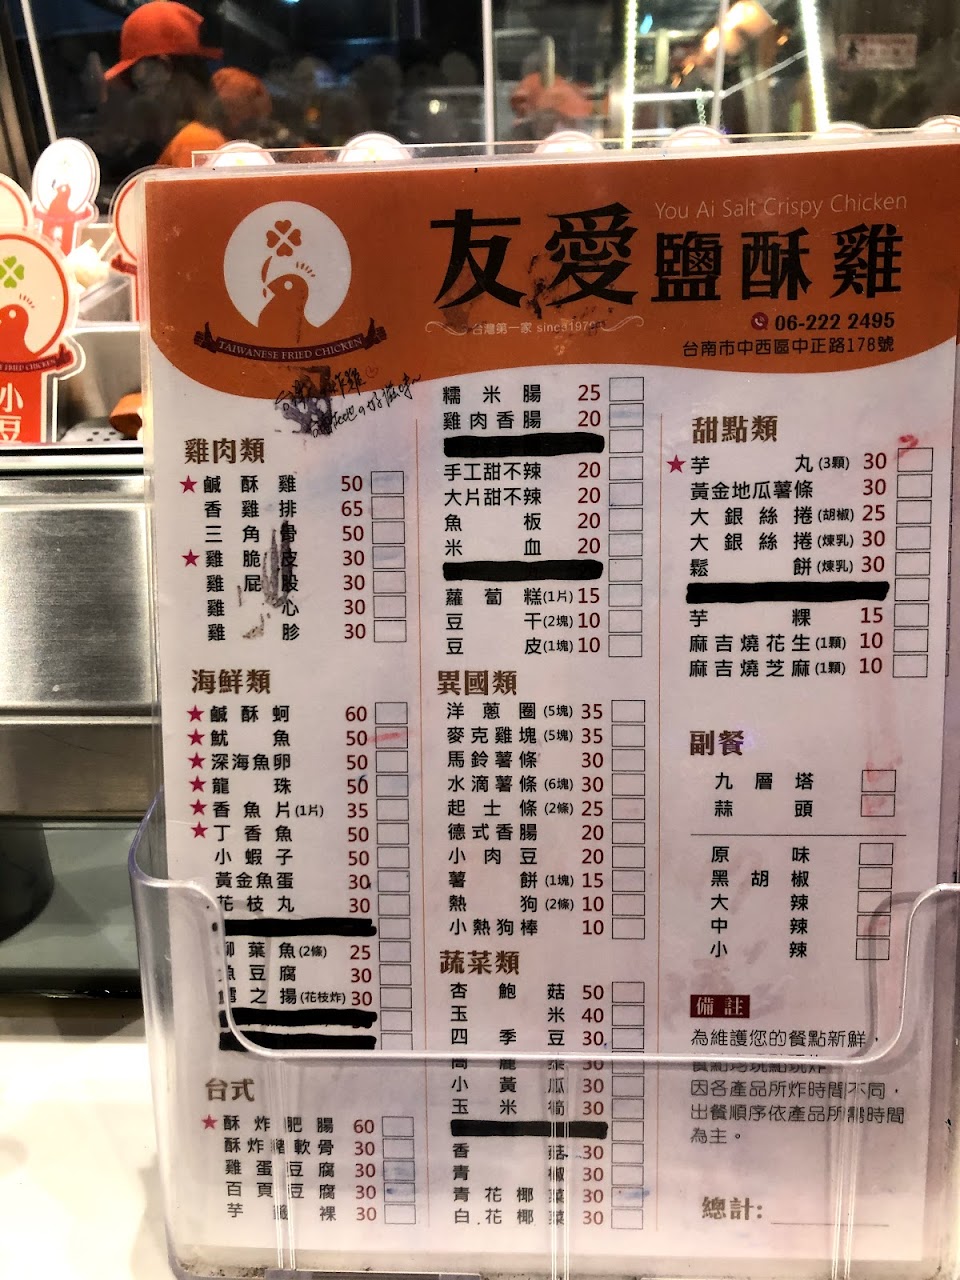 You Ai Salt Crispy Chicken
友愛鹽酥雞
台灣第一家 since1979
06-222 2495
台南市中西區中正路178號
TAIWANESE FRIED CHICKEN
小豆
雞肉類
★鹹酥雞 50
香雞排 65
三角骨 50
★雞脆皮 30
雞屁股 30
雞心 30
雞胗 30
海鮮類
★鹹酥蚵 60
★魷魚 50
★深海魚卵 50
★龍珠 50
★香魚片(1片) 35
★丁香魚 50
小蝦子 50
黃金魚蛋 30
花枝丸 30
柳葉魚(2條) 25
魚豆腐 30
之揚(花枝炸) 30
台式
★酥炸肥腸 60
酥炸豬軟骨 30
雞蛋豆腐 30
百頁豆腐 30
芋 粿 30
糯米腸 25
雞肉香腸 20
手工甜不辣 20
大片甜不辣 20
魚板 20
米血 20
蘿蔔糕(1片) 15
豆干(2塊) 10
豆皮(1塊) 10
異國類
洋蔥圈(5塊) 35
麥克雞塊(5塊) 35
馬鈴薯條 30
水滴薯條(6塊) 30
起士條(2條) 25
德式香腸 20
小肉豆 20
薯餅(1塊) 15
熱狗(2條) 10
小熱狗棒 10
蔬菜類
杏鮑菇 50
玉米 40
四季豆 30
高麗菜 30
小黃瓜 30
玉米筍 30
香菇 30
青椒 30
青花椰菜 30
白花椰菜 30
甜點類
★芋丸(3顆) 30
黃金地瓜薯條 30
大銀絲捲(胡椒) 25
大銀絲捲(煉乳) 30
鬆餅(煉乳) 30
芋粿 15
麻吉燒花生(1顆) 10
麻吉燒芝麻(1顆) 10
副餐
九層塔
蒜頭
原味
黑胡椒
大辣
中辣
小辣
備註
為維護您的餐點新鮮，
餐點均現點現炸
因各產品所炸時間不同，
出餐順序依產品所需時間
為主。
總計: